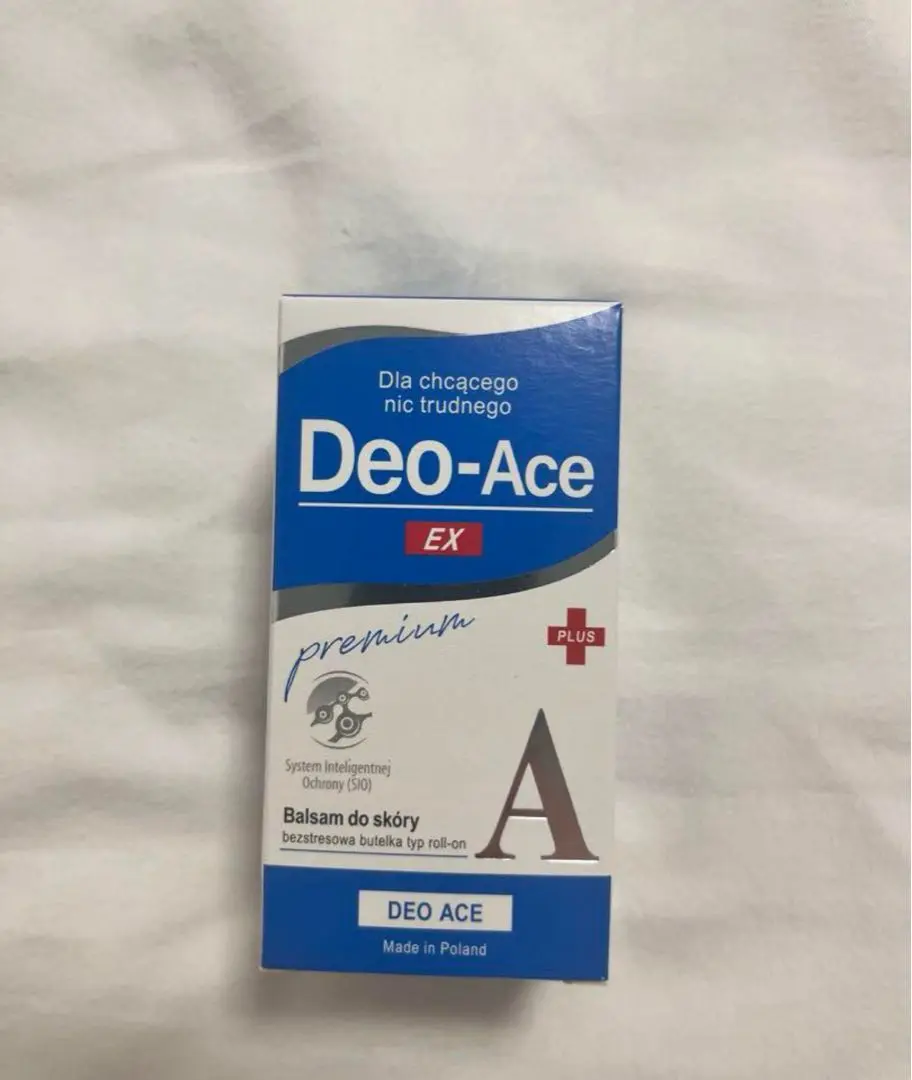 Dla chcącego
nic trudnego
Deo-Ace
EX
premium
PLUS
System Inteligentnej
Ochrony (SIO)
A
Balsam do skóry
bezstresowa butelka typ roll-on
DEO ACE
Made in Poland